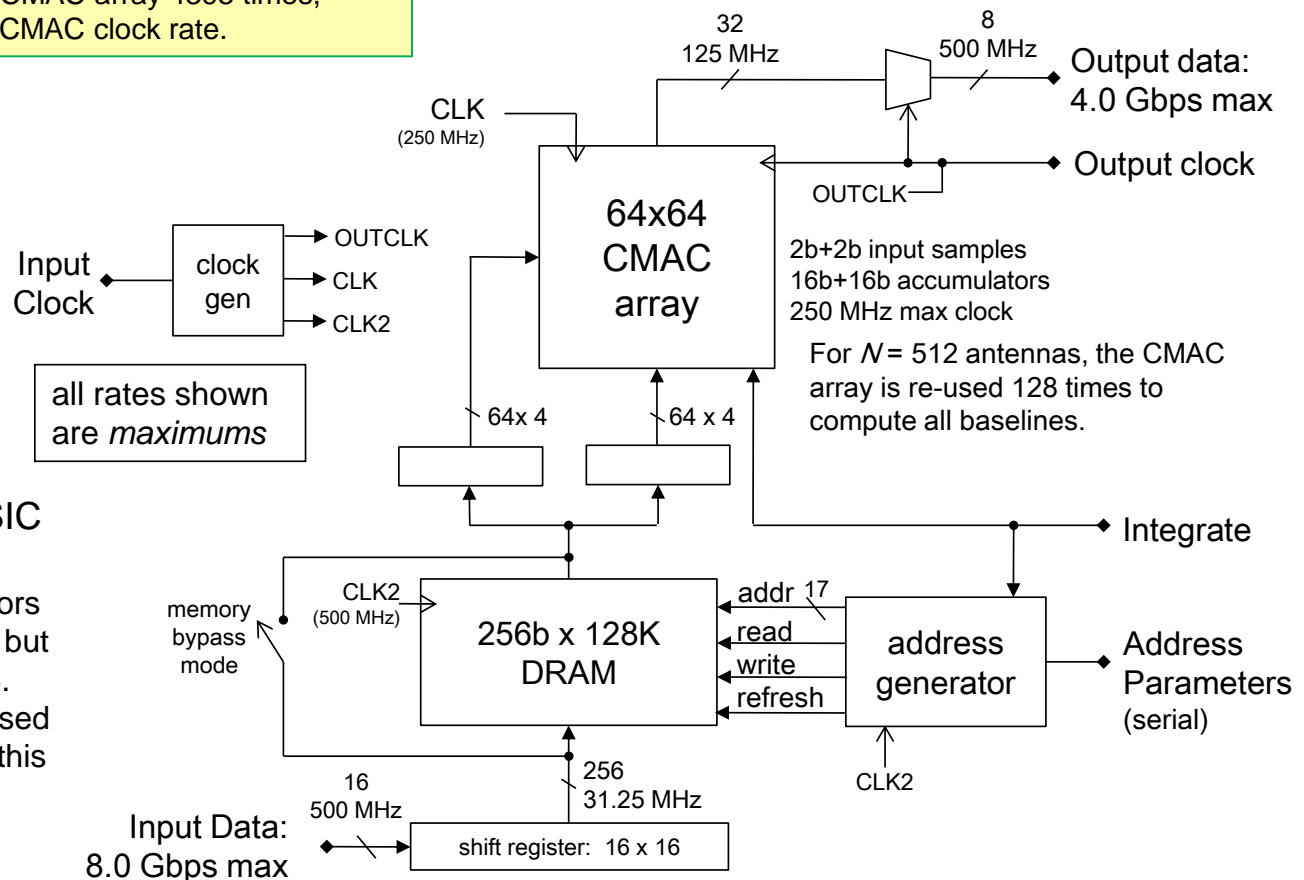 CMAC array 4096 times,
CMAC clock rate.
32
125 MHz
8
500 MHz
Output data:
4.0 Gbps max
CLK
(250 MHz)
Output clock
OUTCLK
64x64
CMAC
array
2b+2b input samples
16b+16b accumulators
250 MHz max clock
For N = 512 antennas, the CMAC
array is re-used 128 times to
compute all baselines.
Input
Clock
clock
gen
OUTCLK
CLK
CLK2
all rates shown
are maximums
64x 4
64 x 4
SIC
ors
but
.
sed
this
Integrate
memory
bypass
mode
CLK2
(500 MHz)
256b x 128K
DRAM
addr 17
read
write
refresh
address
generator
Address
Parameters
(serial)
CLK2
256
31.25 MHz
16
500 MHz
Input Data:
8.0 Gbps max
shift register: 16 x 16